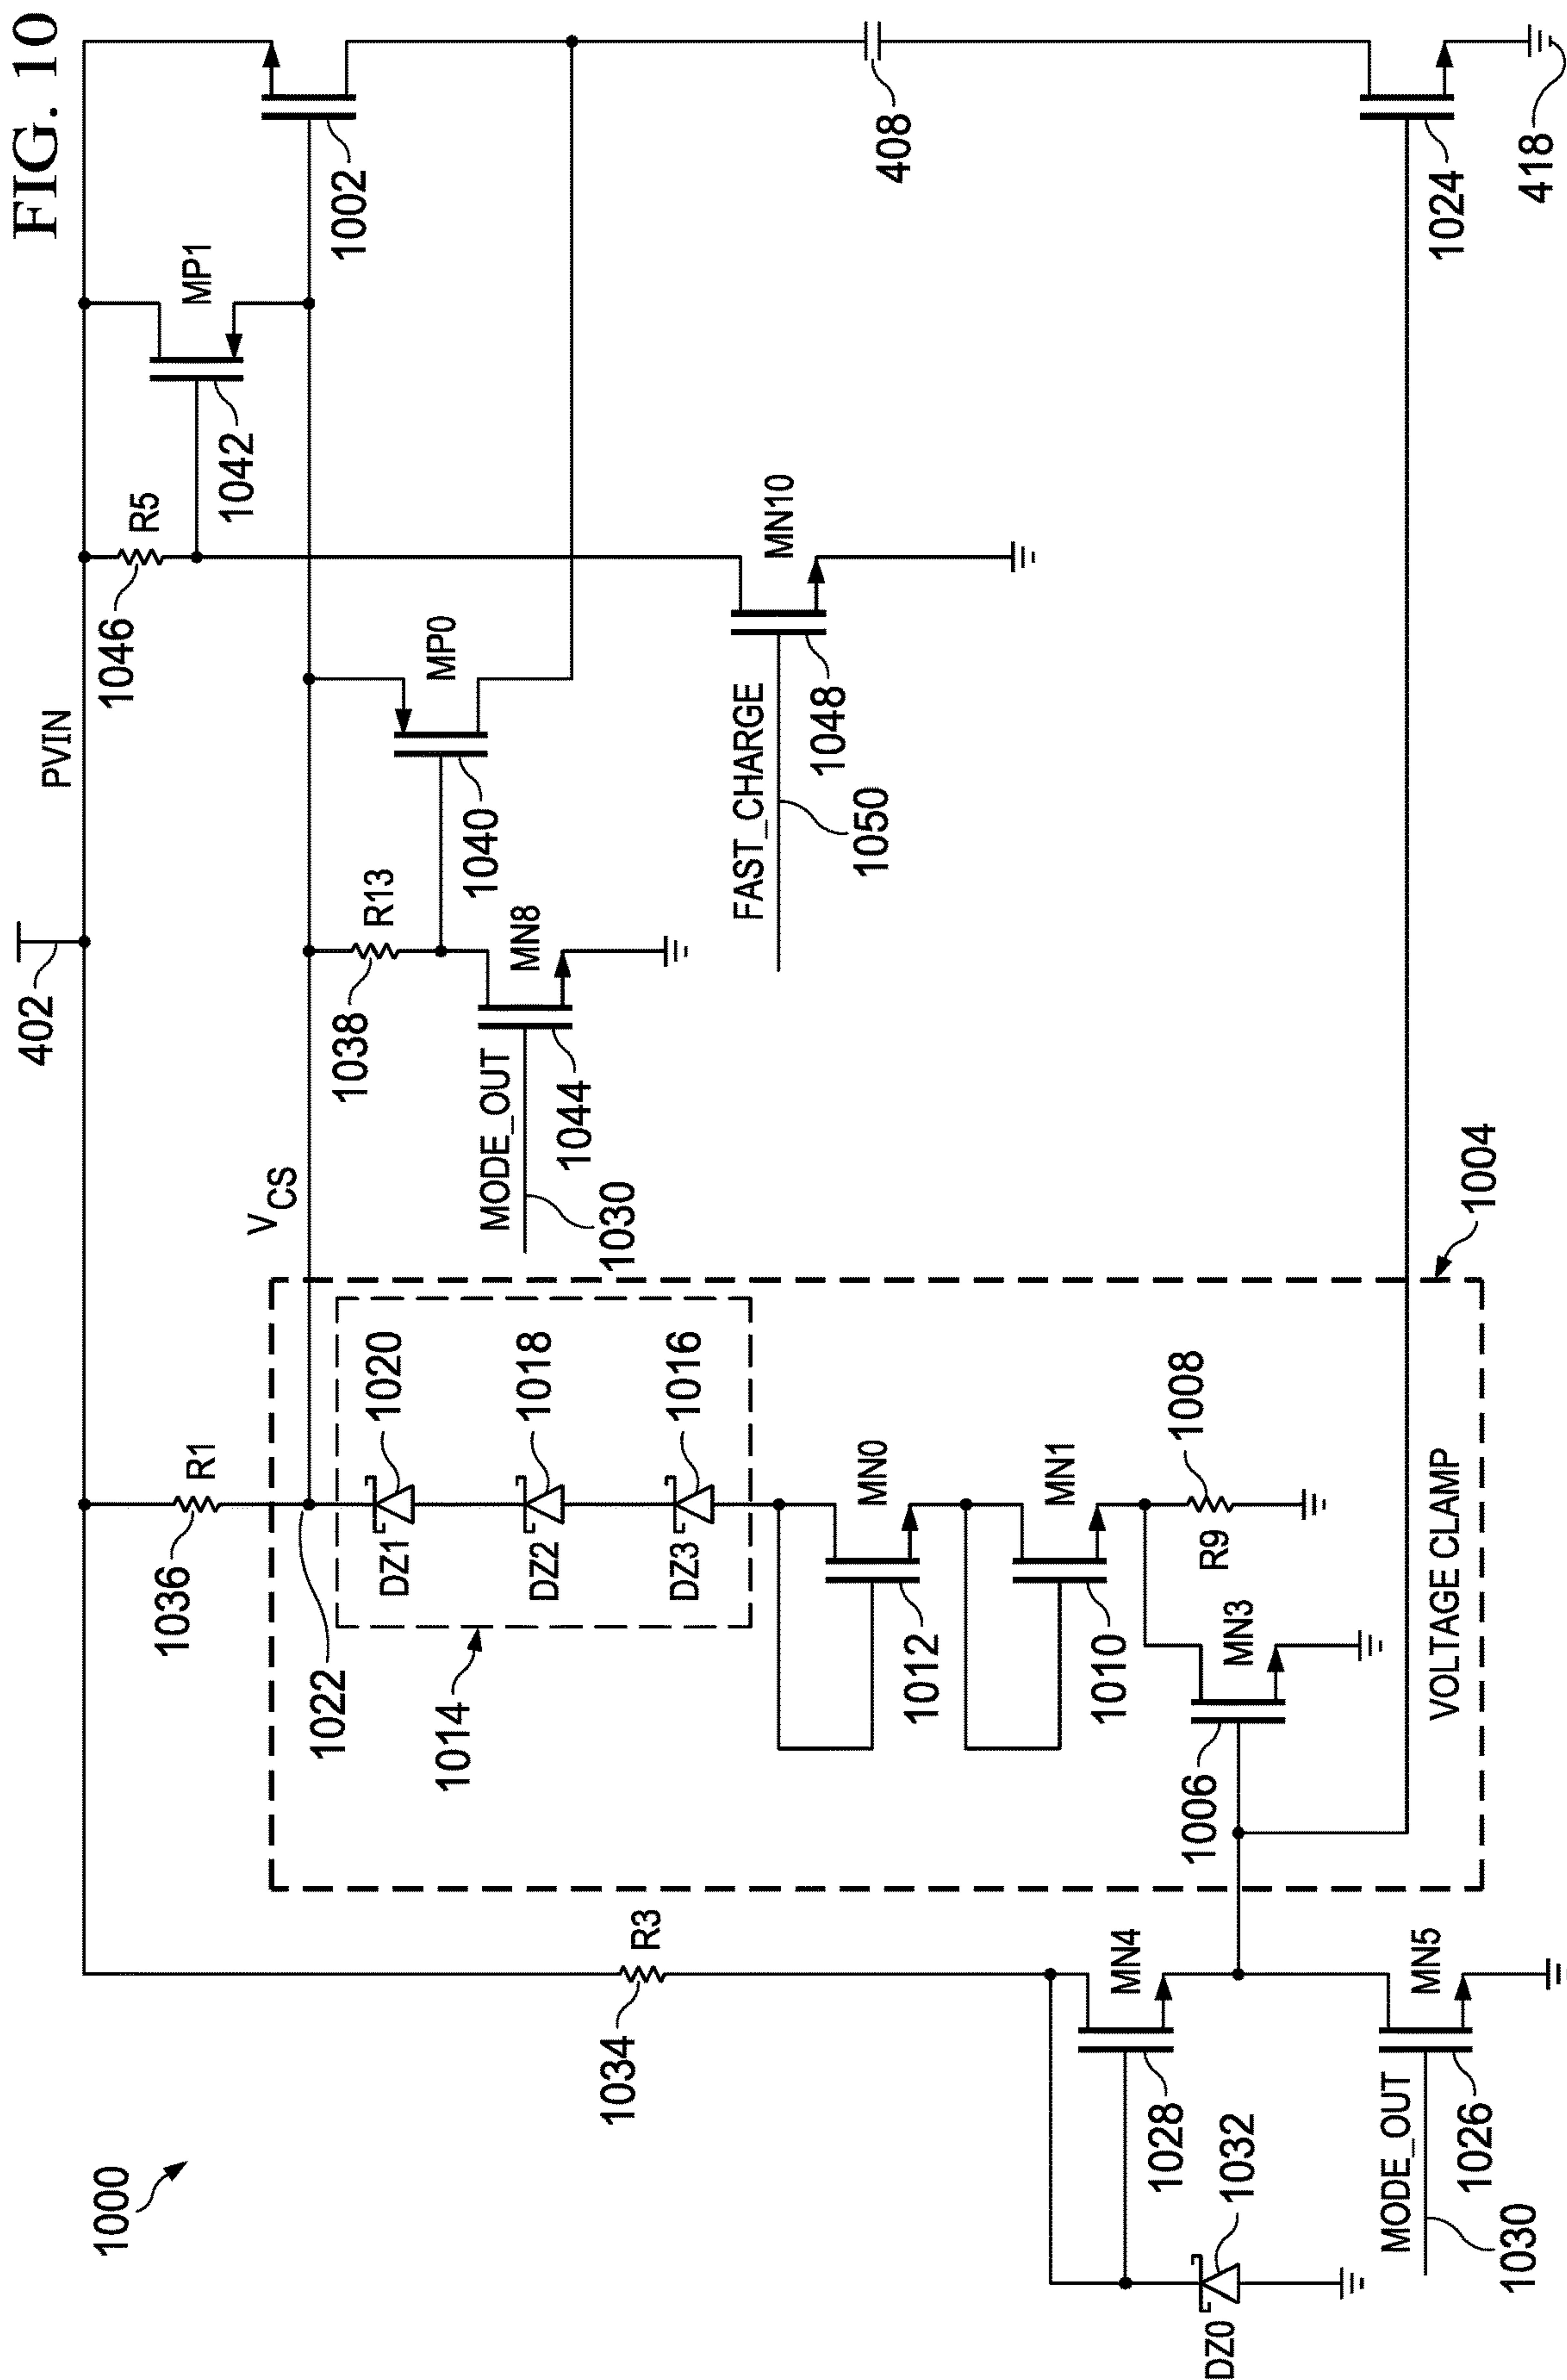 FIG. 10
1000
402
PVIN
1046
R5
1042
MP1
1002
1036
R1
V_CS
1038
R13
1040
MP0
408
1022
1014
DZ1
1020
DZ2
1018
DZ3
1016
MODE_OUT
1044
MN8
1030
FAST_CHARGE
1048
MN10
1050
1034
R3
1012
MN0
1010
MN1
1006
MN3
R9
1008
1004
VOLTAGE CLAMP
1028
MN4
1032
DZ0
MODE_OUT
1026
MN5
1030
1024
418